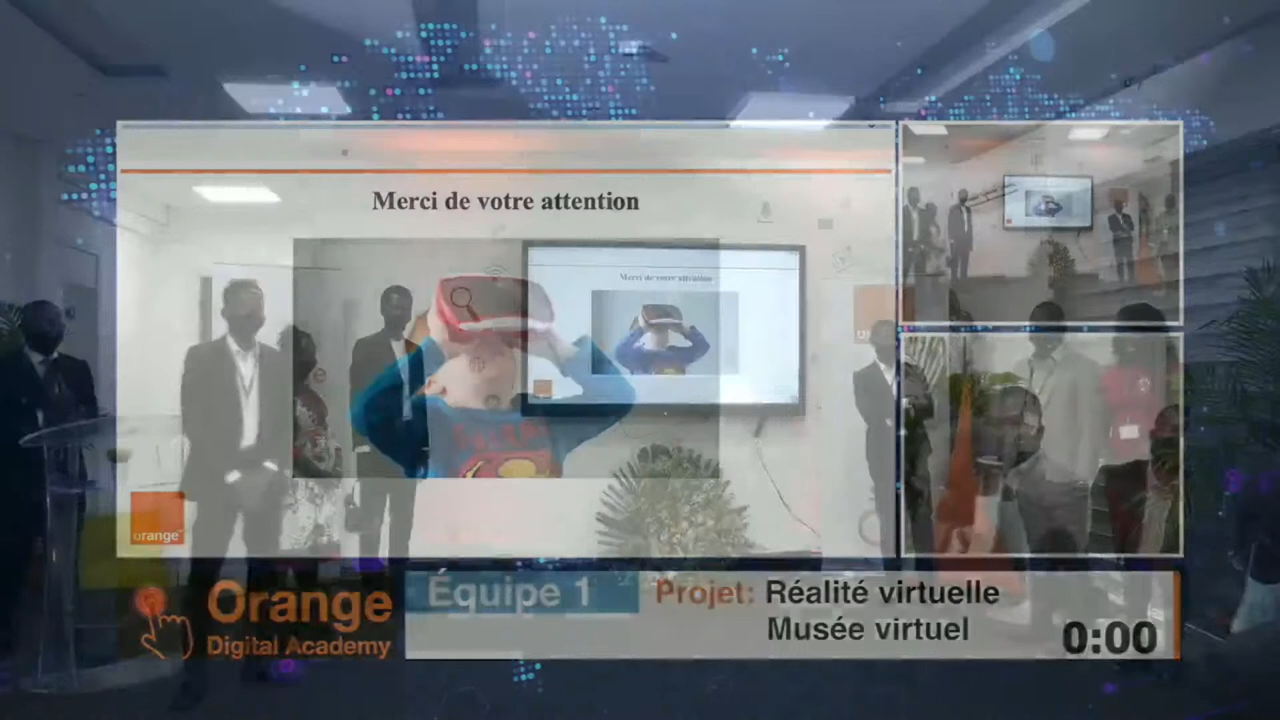 Merci de votre attention
Merci de votre attention
orange
Orange
Digital Academy
Équipe 1
Projet: Réalité virtuelle
Musée virtuel
0:00